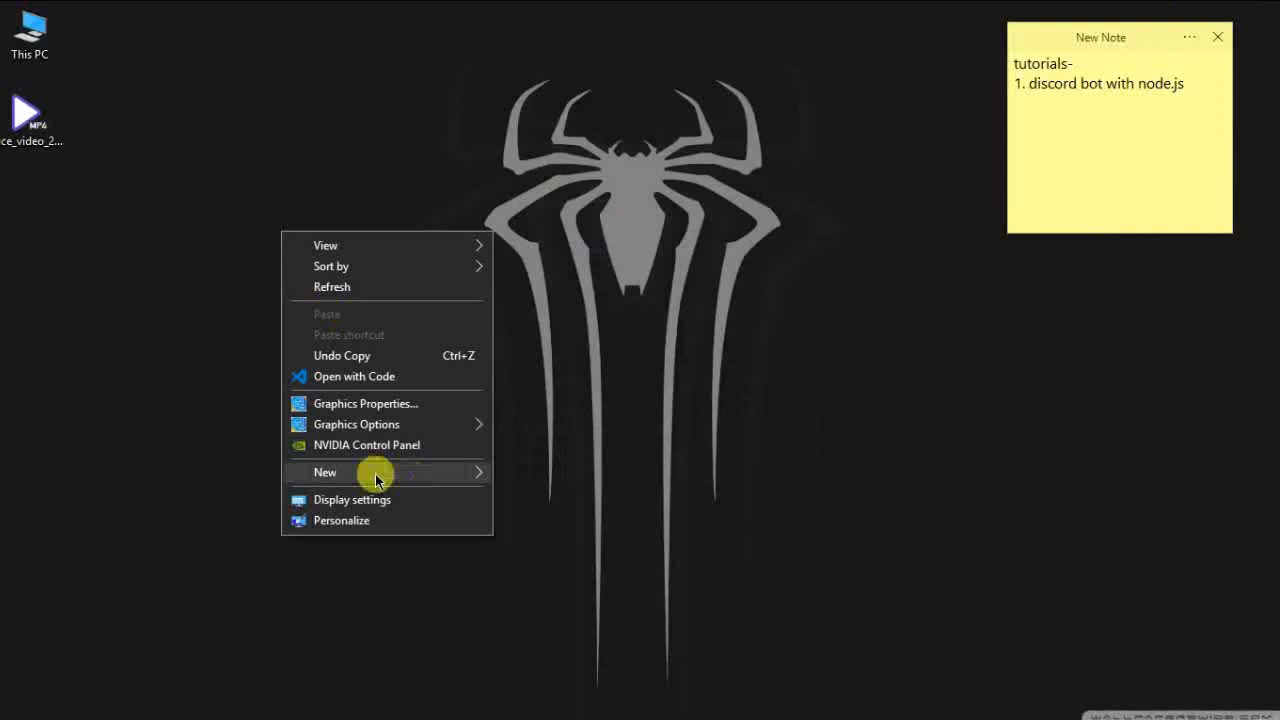 This PC
MP4
ce_video_2...
New Note
tutorials-
1. discord bot with node.js
View
Sort by
Refresh
Paste
Paste shortcut
Undo Copy Ctrl+Z
Open with Code
Graphics Properties...
Graphics Options
NVIDIA Control Panel
New
Display settings
Personalize